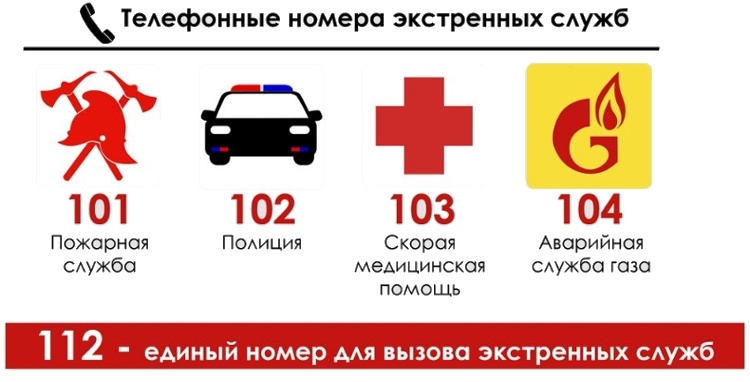 Телефонные номера экстренных служб
101 102 103 104
Пожарная Полиция Скорая Аварийная
служба медицинская служба газа
помощь
112 - единый номер для вызова экстренных служб